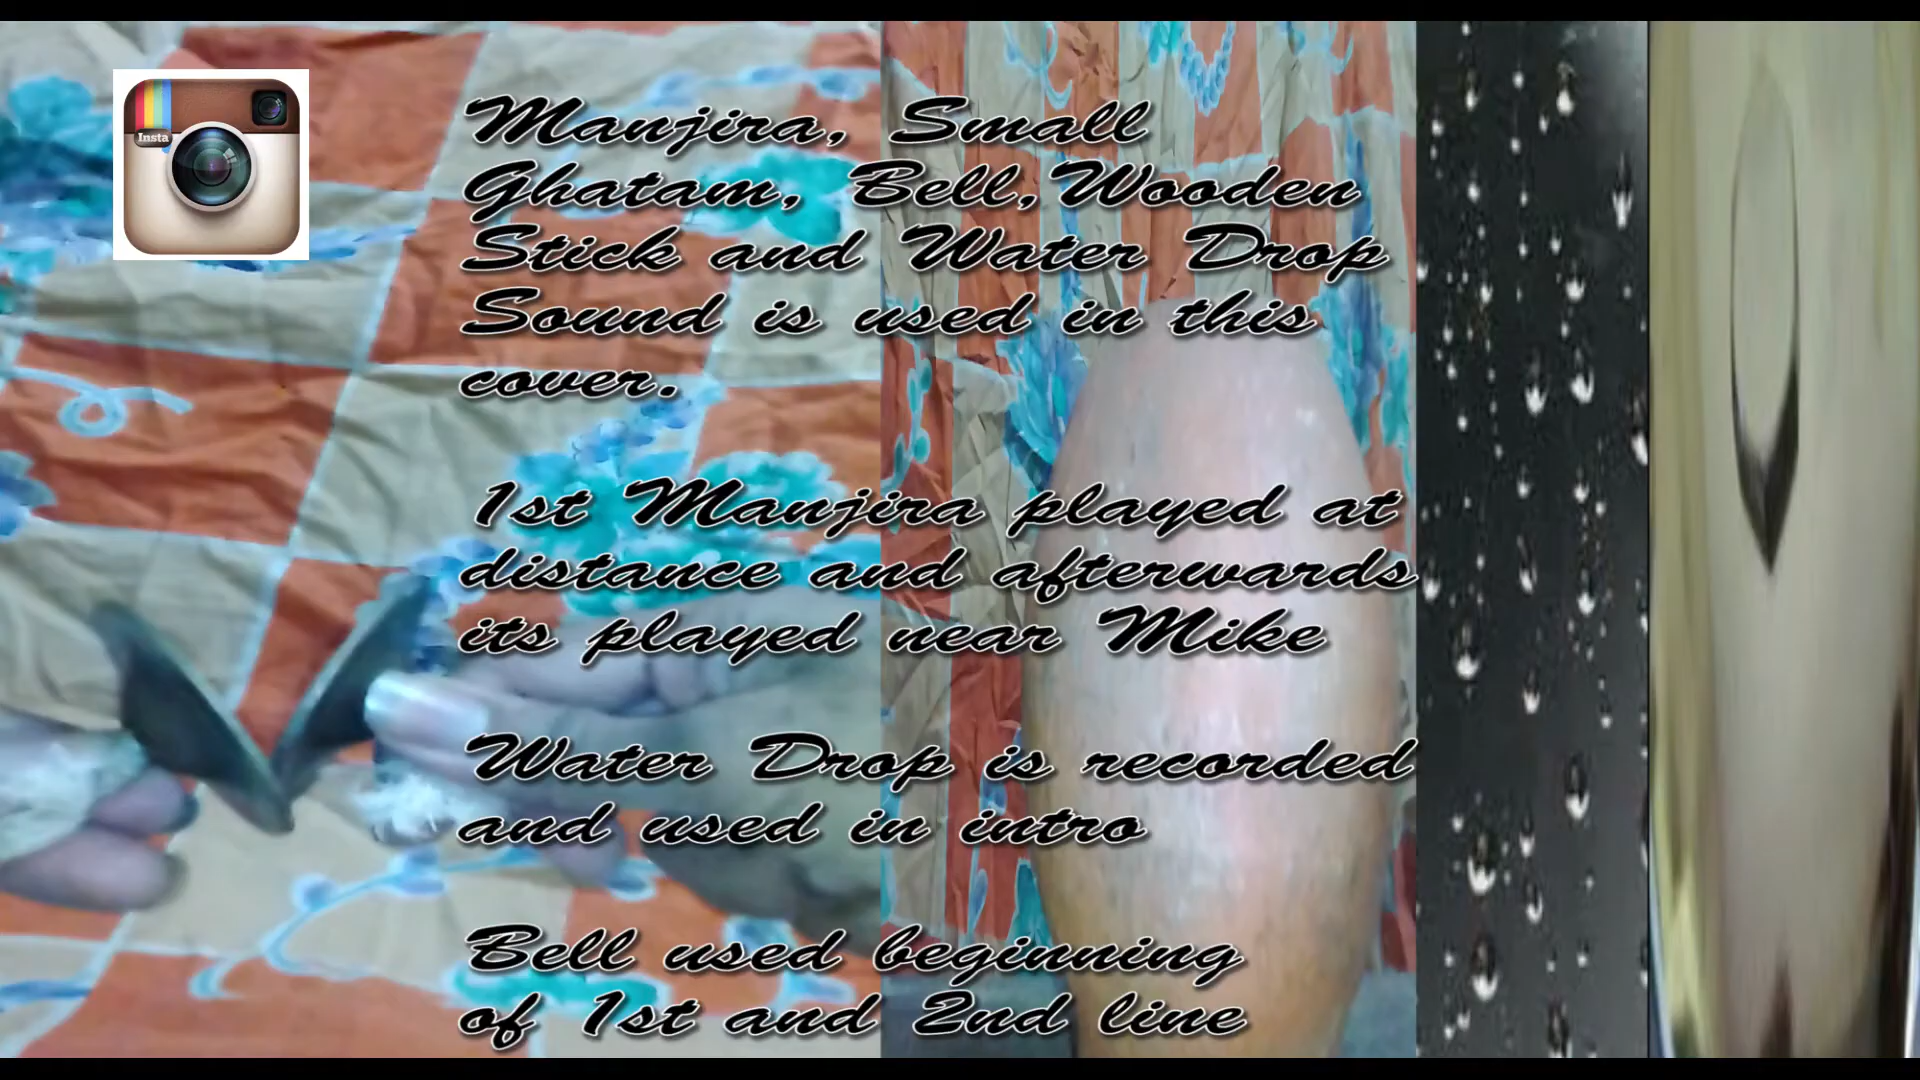 Insta
Manjira, Small
Ghatam, Bell,Wooden
Stick and Water Drop
Sound is used in this
cover.
1st Manjira played at
distance and afterwards
its played near Mike
Water Drop is recorded
and used in intro
Bell used beginning
of 1st and 2nd line